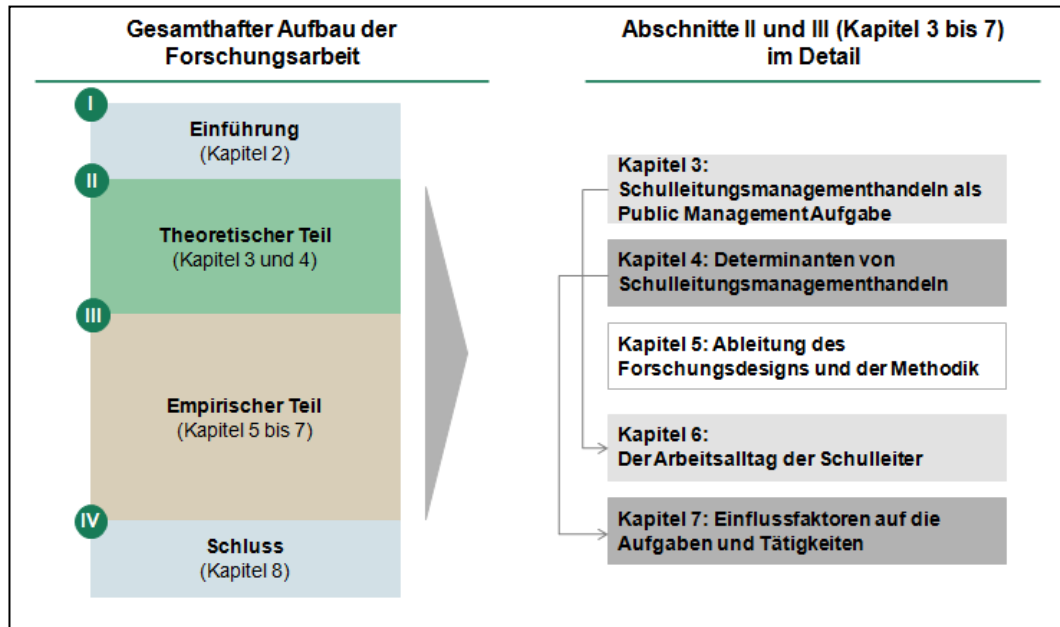 Gesamthafter Aufbau der
Forschungsarbeit
I
Einführung
(Kapitel 2)
II
Theoretischer Teil
(Kapitel 3 und 4)
III
Empirischer Teil
(Kapitel 5 bis 7)
IV
Schluss
(Kapitel 8)
Abschnitte II und III (Kapitel 3 bis 7)
im Detail
Kapitel 3:
Schulleitungsmanagementhandeln als
Public Management Aufgabe
Kapitel 4: Determinanten von
Schulleitungsmanagementhandeln
Kapitel 5: Ableitung des
Forschungsdesigns und der Methodik
Kapitel 6:
Der Arbeitsalltag der Schulleiter
Kapitel 7: Einflussfaktoren auf die
Aufgaben und Tätigkeiten